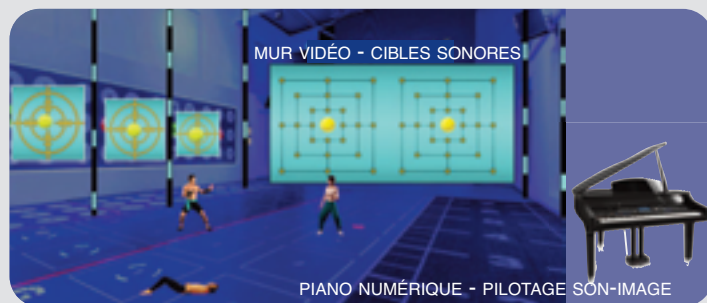 MUR VIDÉO - CIBLES SONORES
PIANO NUMÉRIQUE - PILOTAGE SON-IMAGE